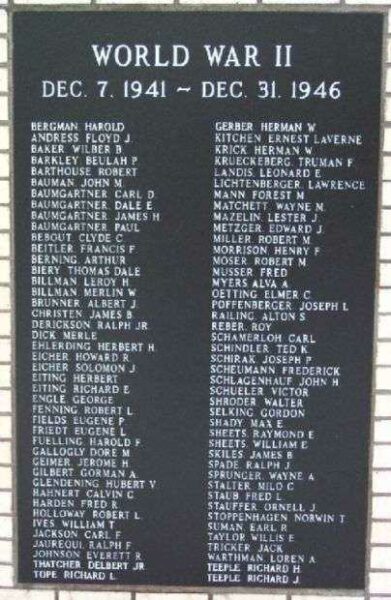 WORLD WAR II
DEC. 7, 1941 ~ DEC. 31, 1946
BERGMAN, HAROLD
ANDRESS FLOYD J
BAKER, WILBER B
BARKLEY BEULAH P
BARTHOUSE ROBERT
BAUMAN, JOHN M
BAUMGARTNER, CARL D
BAUMGARTNER, DALE E
BAUMGARTNER, JAMES H
BAUMGARTNER, PAUL
BEBOUT CLYDE C
BEITLER FRANCIS F
BERNING, ARTHUR
BIERY THOMAS DALE
BILLMAN LEROY H
BILLMAN MERLIN W
BRUNNER ALBERT J.
CHRISTEN JAMES B
DERICKSON RALPH JR
DICK MERLE
EHLERDING HERBERT H
EICHER HOWARD R
EICHER SOLOMON J
EITING HERBERT
EITING RICHARD E
ENGLE, GEORGE
FENNING ROBERT L
FIELDS EUGENE P
FRIEDT EUGENE L
FUELLING, HAROLD F
GALLOGLY DORE M
GEIMER JEROME H
GILBERT GORMAN A.
GLENDENING HUBERT V
HAHNERT CALVIN C
HARDEN FRED R
HOLLOWAY ROBERT L
IVES, WILLIAM T
JACKSON, CARL F
JAUREQUI, RALPH F
JOHNSON EVERETT R
THATCHER DELBERT JR
TOPE RICHARD L
GERBER HERMAN W
KITCHEN ERNEST LAVERNE
KRICK, HERMAN W
KRUECKEBERG, TRUMAN F
LANDIS, LEONARD E
LICHTENBERGER, LAWRENCE
MANN FOREST M
MATCHETT WAYNE M
MAZELIN, LESTER J.
METZGER, EDWARD J.
MILLER, ROBERT M
MORRISON, HENRY F
MOSER ROBERT M
MUSSER FRED
MYERS ALVA A
OETTING ELMER C
POFFENBERGER JOSEPH L
RAILING, ALTON S
REBER, ROY
SCHAMERLOH CARL
SCHINDLER TED K
SCHIRAK JOSEPH P
SCHEUMANN FREDERICK
SCHLAGENHAUF JOHN H
SCHUELER VICTOR
SHRODER WALTER
SELKING GORDON
SHADY MAX E
SHEETS, RAYMOND E
SHEETS, WILLIAM E
SKILES JAMES B
SPADE RALPH J
SPRUNGER, WAYNE A
STALTER MILO C
STAUB FRED L
STAUFFER ORNELL J
STOPPENHAGEN NORWIN T
SUMAN, EARL R
TAYLOR WILLIS E
TRICKER JACK
WARTHMAN LOREN A
TEEPLE RICHARD H
TEEPLE RICHARD J